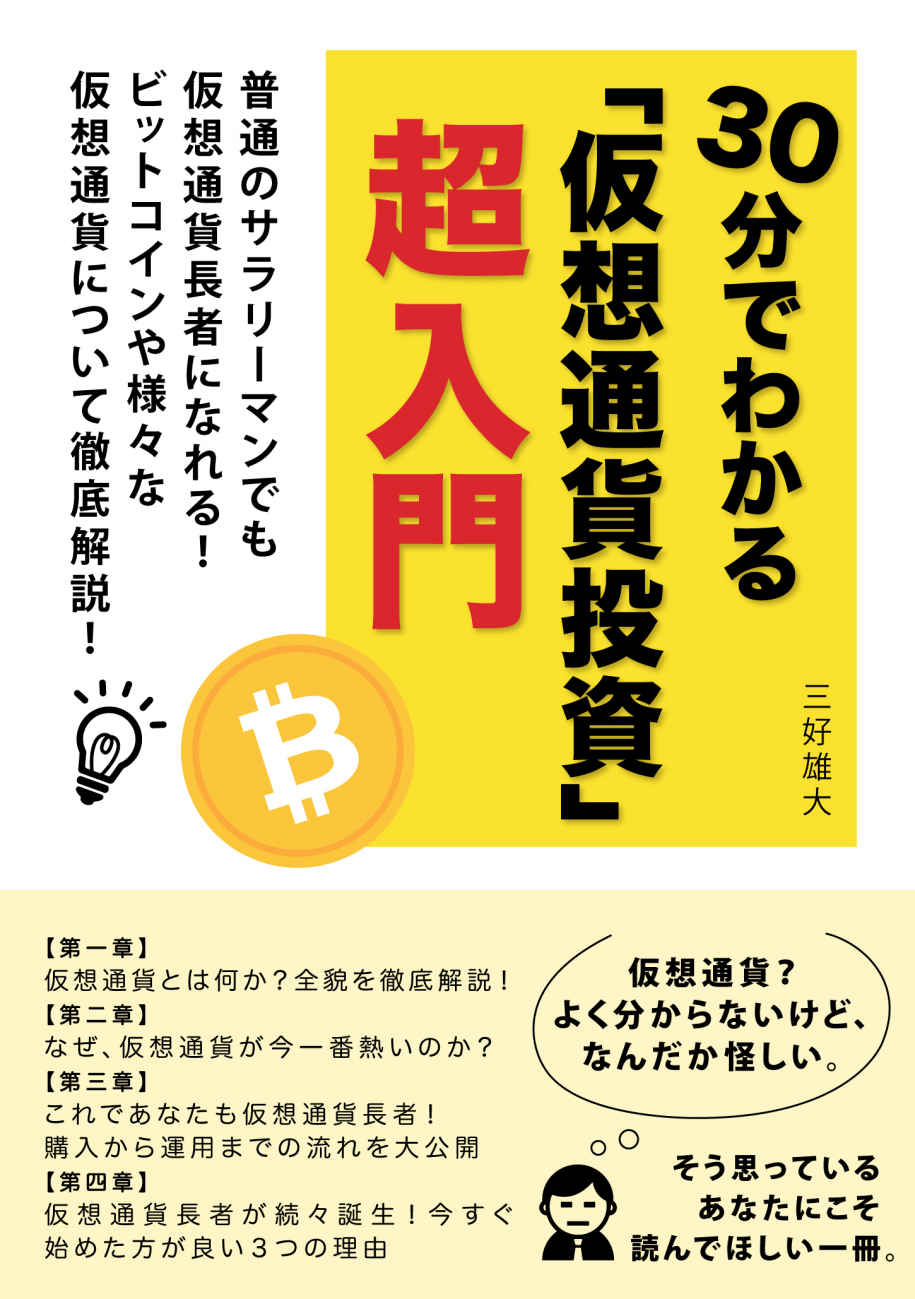 30分でわかる
「仮想通貨投資」
超入門
三好雄大
普通のサラリーマンでも
仮想通貨長者になれる！
ビットコインや様々な
仮想通貨について徹底解説！
【第一章】
仮想通貨とは何か？全貌を徹底解説！
【第二章】
なぜ、仮想通貨が今一番熱いのか？
【第三章】
これであなたも仮想通貨長者！
購入から運用までの流れを大公開
【第四章】
仮想通貨長者が続々誕生！今すぐ
始めた方が良い３つの理由
仮想通貨？
よく分からないけど、
なんだか怪しい。
そう思っている
あなたにこそ
読んでほしい一冊。